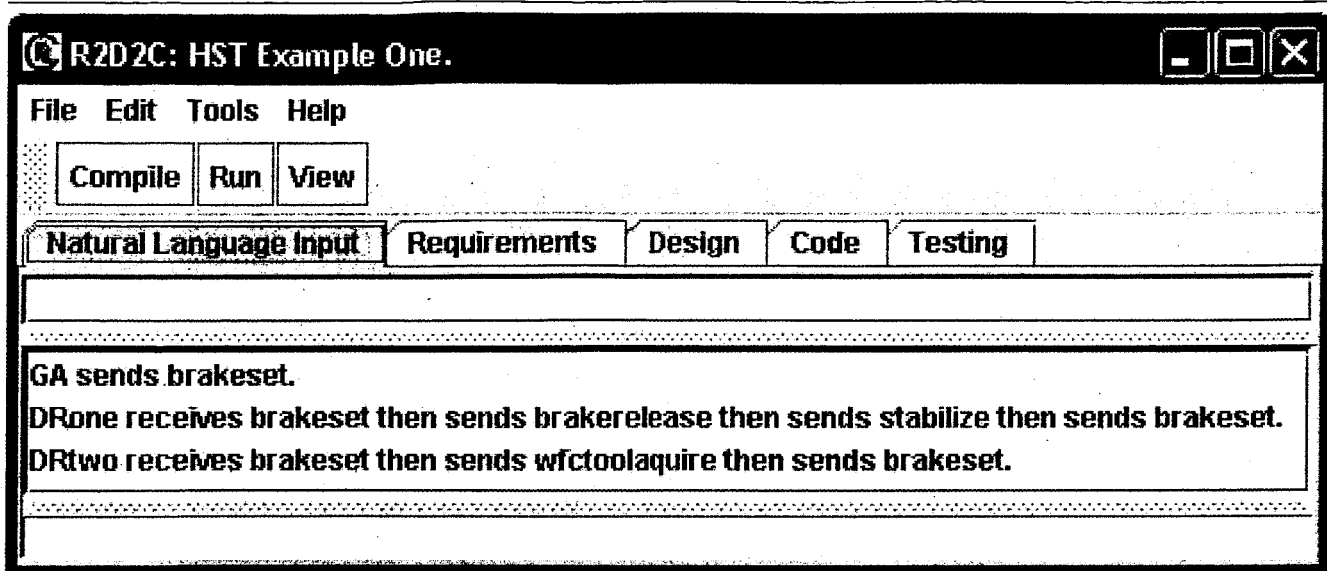 R2D2C: HST Example One.
File Edit Tools Help
Compile Run View
Natural Language Input Requirements Design Code Testing
GA sends brakeset.
DRone receives brakeset then sends brakerelease then sends stabilize then sends brakeset.
DRtwo receives brakeset then sends wfctoolaquire then sends brakeset.